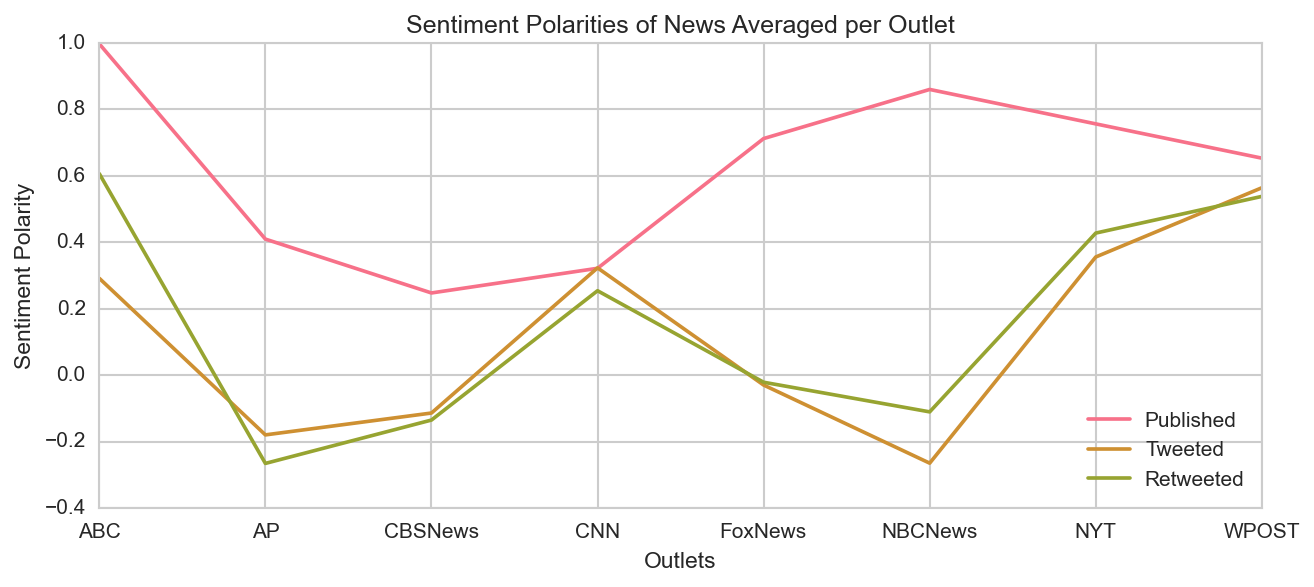 Sentiment Polarities of News Averaged per Outlet
1.0
0.8
0.6
0.4
0.2
0.0
−0.2
−0.4
Sentiment Polarity
Published
Tweeted
Retweeted
ABC AP CBSNews CNN FoxNews NBCNews NYT WPOST
Outlets